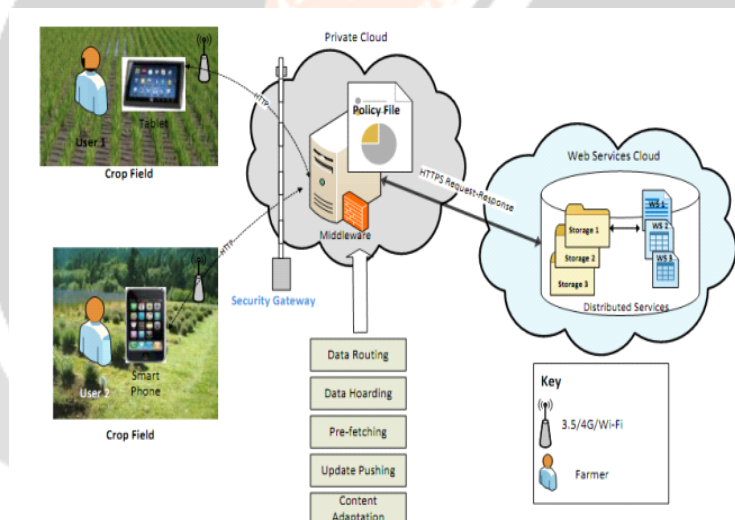 Private Cloud
Policy File
HTTP
User 1
Tablet
Crop Field
Middleware
HTTPS Request-Response
Web Services Cloud
Storage 1
Storage 2
Storage 3
WS 1
WS 2
WS 3
Distributed Services
HTTP
Security Gateway
User 2
Smart
Phone
Crop Field
Data Routing
Data Hoarding
Pre-fetching
Update Pushing
Content
Adaptation
Key
3.5/4G/Wi-Fi
Farmer